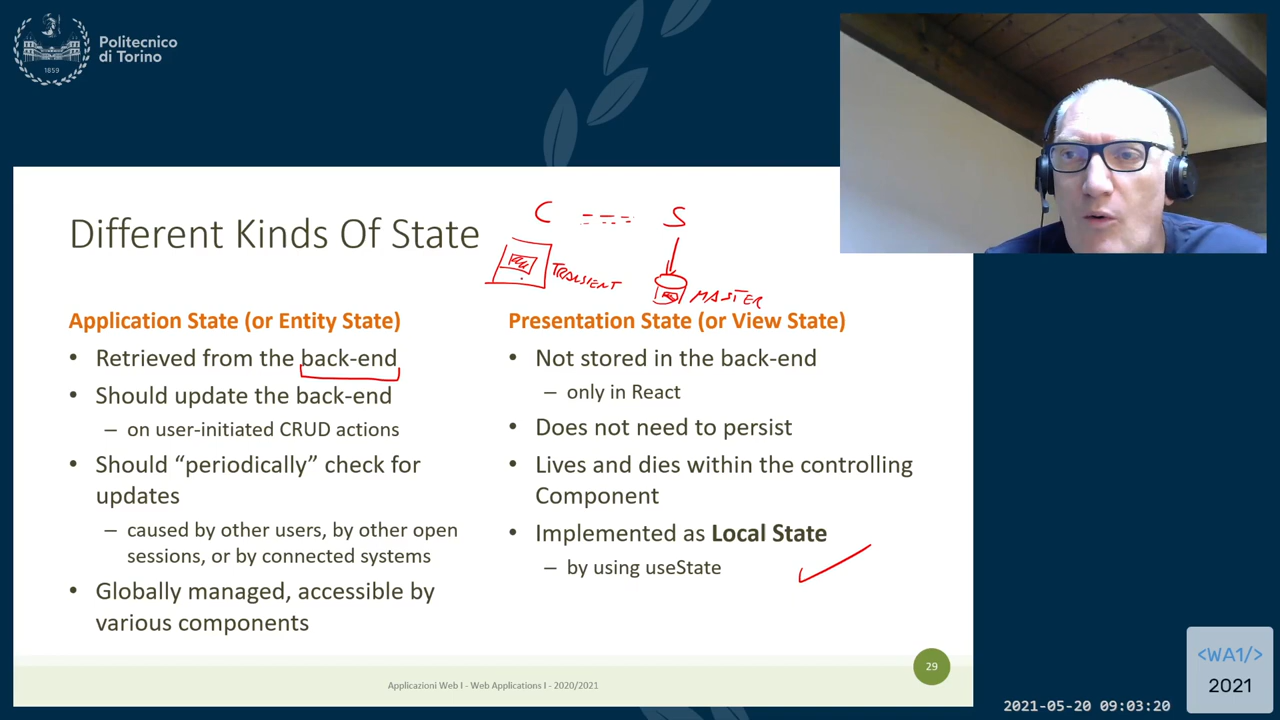 Politecnico
di Torino
1859
Different Kinds Of State
C
S
TRANSIENT
MASTER
Application State (or Entity State)
• Retrieved from the back-end
• Should update the back-end
– on user-initiated CRUD actions
• Should “periodically” check for
updates
– caused by other users, by other open
sessions, or by connected systems
• Globally managed, accessible by
various components
Presentation State (or View State)
• Not stored in the back-end
– only in React
• Does not need to persist
• Lives and dies within the controlling
Component
• Implemented as Local State
– by using useState
29
Applicazioni Web I - Web Applications I - 2020/2021
<WA1/>
2021
2021-05-20 09:03:20